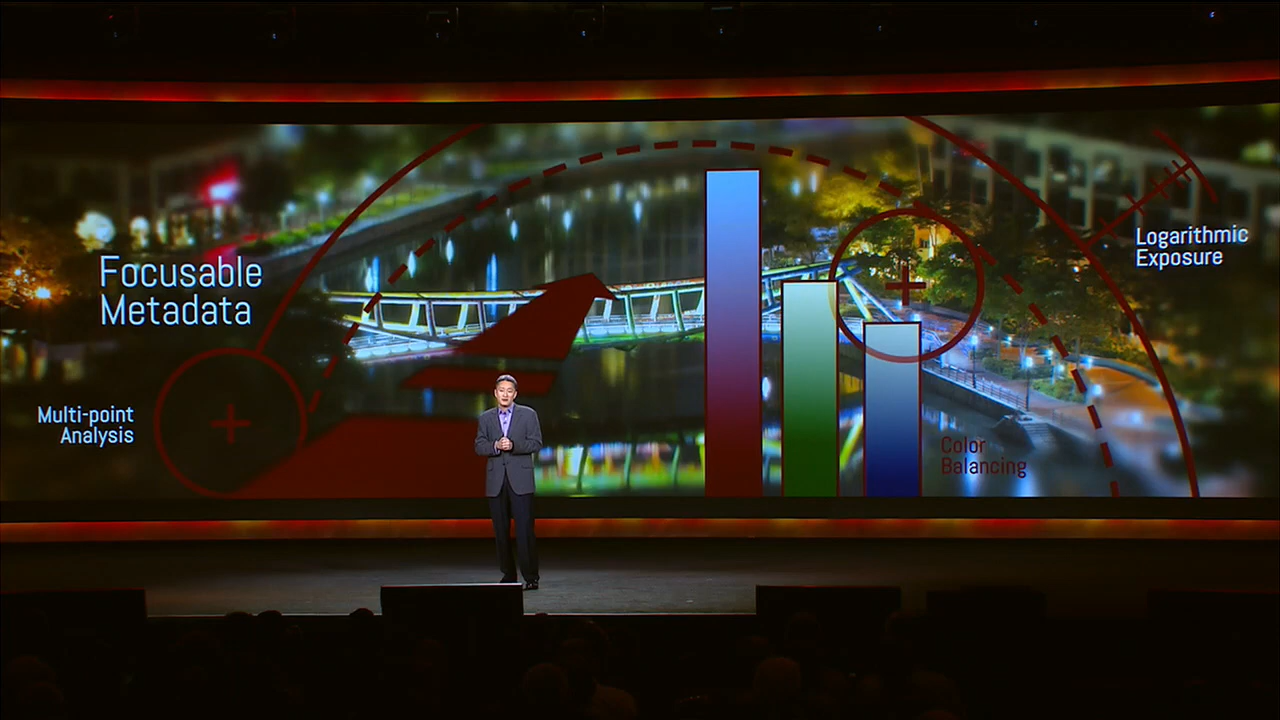 Focusable
Metadata
Multi-point
Analysis
Logarithmic
Exposure
Color
Balancing